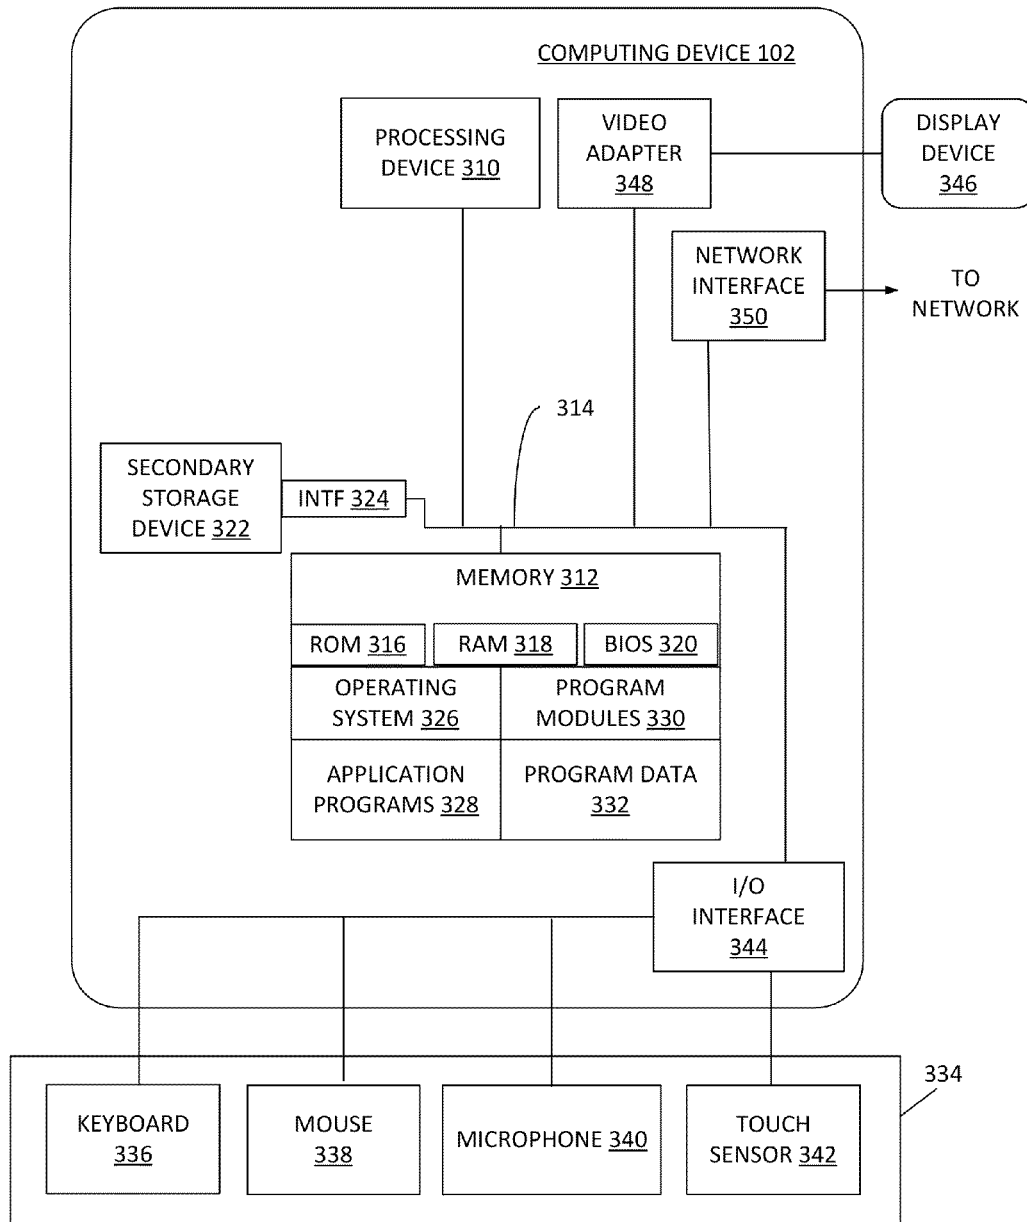 COMPUTING DEVICE 102
PROCESSING
DEVICE 310
VIDEO
ADAPTER
348
DISPLAY
DEVICE
346
NETWORK
INTERFACE
350
TO
NETWORK
314
SECONDARY
STORAGE
DEVICE 322
INTF 324
MEMORY 312
ROM 316
RAM 318
BIOS 320
OPERATING
SYSTEM 326
PROGRAM
MODULES 330
APPLICATION
PROGRAMS 328
PROGRAM DATA
332
I/O
INTERFACE
344
334
KEYBOARD
336
MOUSE
338
MICROPHONE 340
TOUCH
SENSOR 342